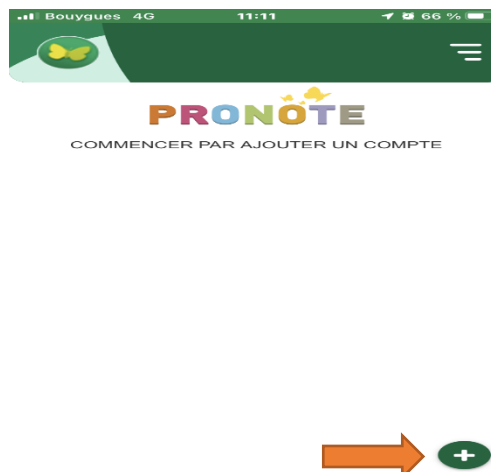 Bouygues 4G 11:11 66 %
PRONOTE
COMMENCER PAR AJOUTER UN COMPTE
+